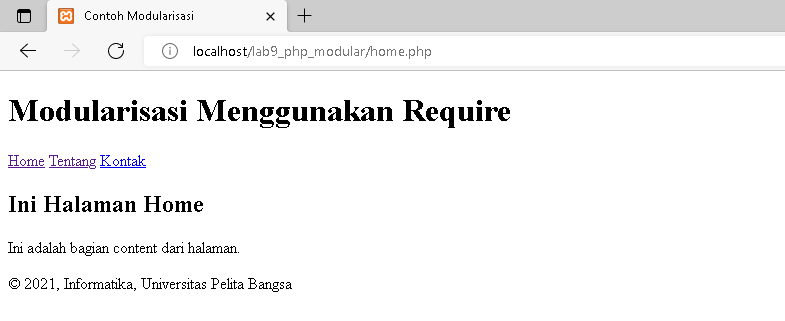 Contoh Modularisasi
localhost/lab9_php_modular/home.php
Modularisasi Menggunakan Require
Home Tentang Kontak
Ini Halaman Home
Ini adalah bagian content dari halaman.
© 2021, Informatika, Universitas Pelita Bangsa